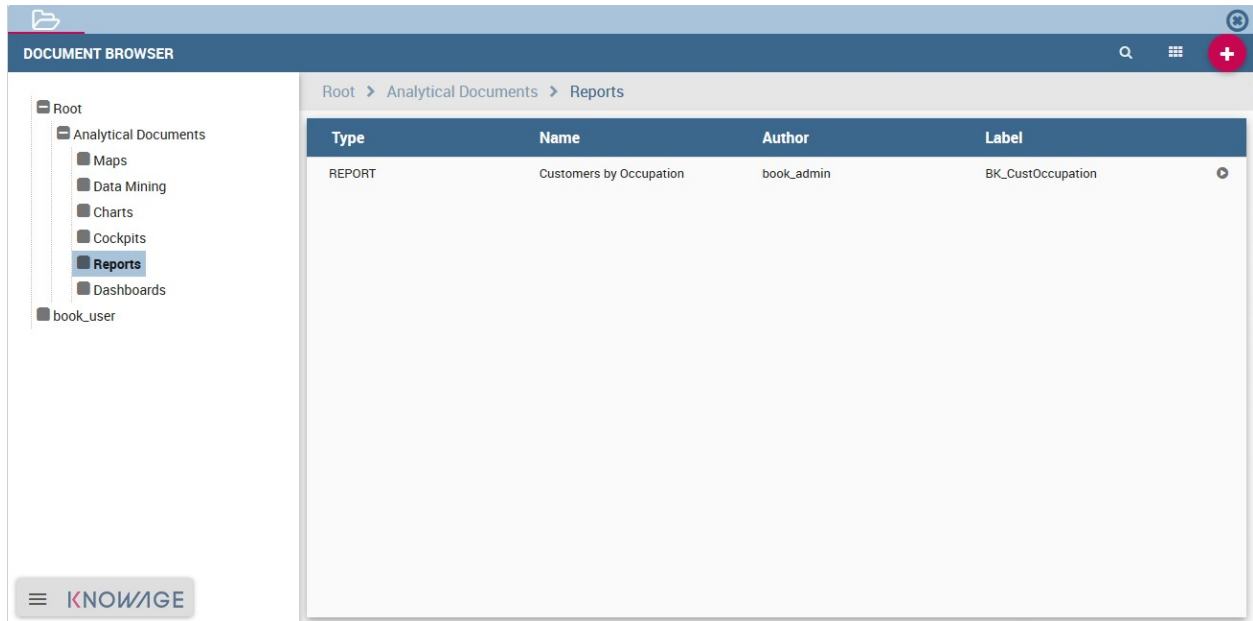 DOCUMENT BROWSER
Root
Analytical Documents
Maps
Data Mining
Charts
Cockpits
Reports
Dashboards
book_user
Root > Analytical Documents > Reports
Type Name Author Label
REPORT Customers by Occupation book_admin BK_CustOccupation
KNOWAGE